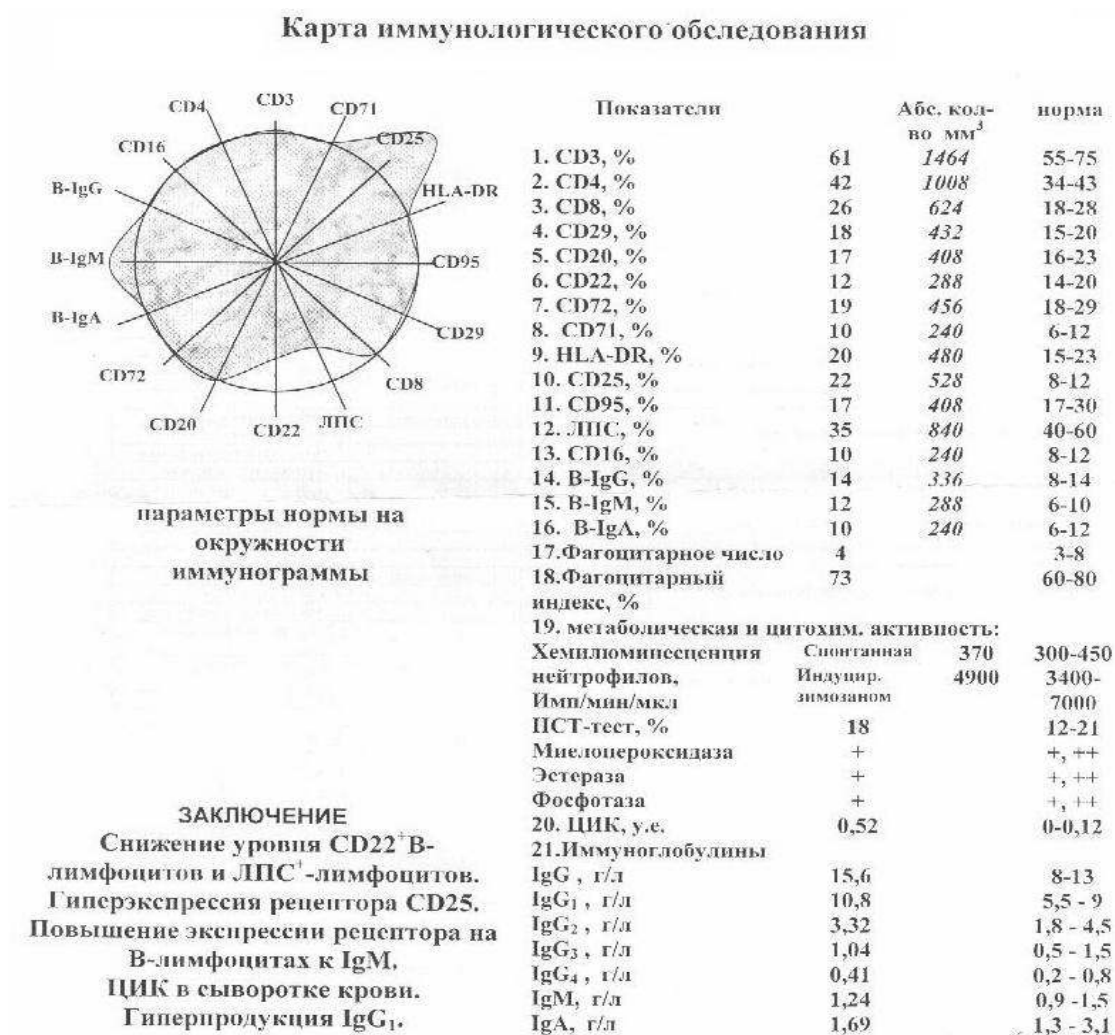 Карта иммунологического обследования
CD4
CD3
CD71
CD16
CD25
B-IgG
HLA-DR
B-IgM
CD95
B-IgA
CD29
CD72
CD8
CD20
CD22
ЛПС
параметры нормы на
окружности
иммунограммы
ЗАКЛЮЧЕНИЕ
Снижение уровня CD22+В-
лимфоцитов и ЛПС+-лимфоцитов.
Гиперэкспрессия рецептора CD25.
Повышение экспрессии рецептора на
В-лимфоцитах к IgM,
ЦИК в сыворотке крови.
Гиперпродукция IgG1.
Показатели Абс. кол- норма
во мм3
1. CD3, % 61 1464 55-75
2. CD4, % 42 1008 34-43
3. CD8, % 26 624 18-28
4. CD29, % 18 432 15-20
5. CD20, % 17 408 16-23
6. CD22, % 12 288 14-20
7. CD72, % 19 456 18-29
8. CD71, % 10 240 6-12
9. HLA-DR, % 20 480 15-23
10. CD25, % 22 528 8-12
11. CD95, % 17 408 17-30
12. ЛПС, % 35 840 40-60
13. CD16, % 10 240 8-12
14. B-IgG, % 14 336 8-14
15. B-IgM, % 12 288 6-10
16. B-IgA, % 10 240 6-12
17.Фагоцитарное число 4 3-8
18.Фагоцитарный 73 60-80
индекс, %
19. метаболическая и цитохим. активность:
Хемилюминесценция Спонтанная 370 300-450
нейтрофилов, Индуцир. 4900 3400-
Имп/мин/мкл зимозаном 7000
НСТ-тест, % 18 12-21
Миелопероксидаза + +, ++
Эстераза + +, ++
Фосфотаза + +, ++
20. ЦИК, у.е. 0,52 0-0,12
21.Иммуноглобулины
IgG , г/л 15,6 8-13
IgG1 , г/л 10,8 5,5 - 9
IgG2 , г/л 3,32 1,8 - 4,5
IgG3 , г/л 1,04 0,5 - 1,5
IgG4 , г/л 0,41 0,2 - 0,8
IgM, г/л 1,24 0,9 -1,5
IgA, г/л 1,69 1,3 - 3,1